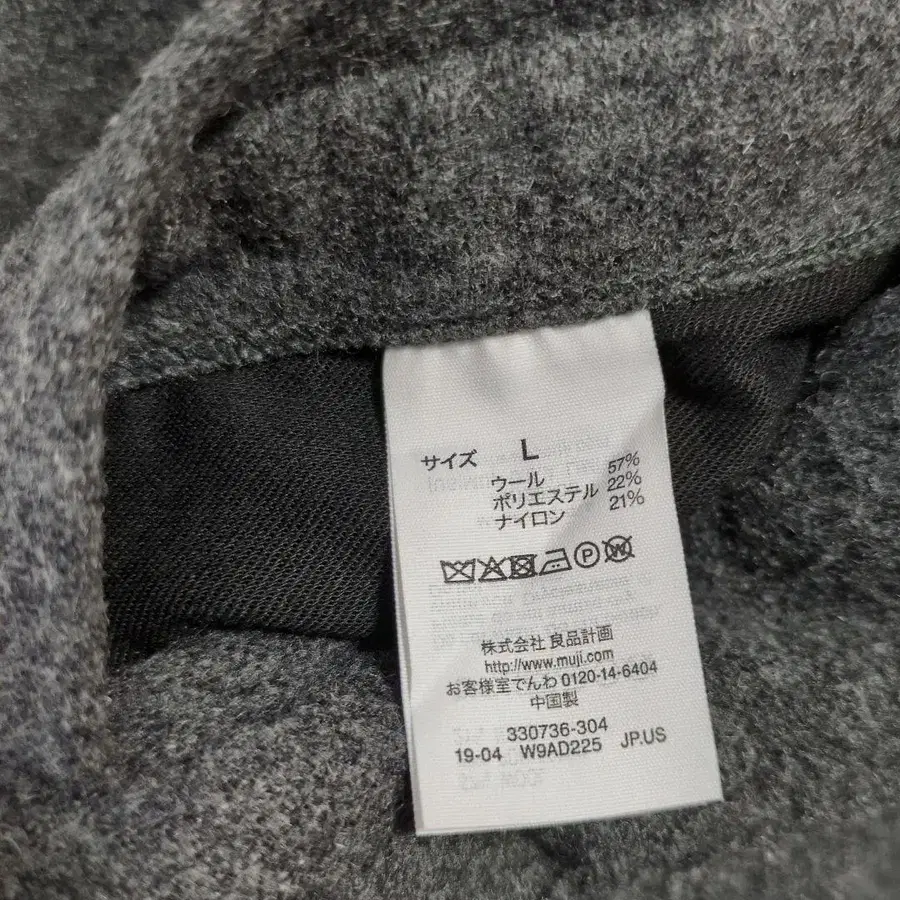 サイズ L
ウール 57%
ポリエステル 22%
ナイロン 21%
P W
株式会社 良品計画
http://www.muji.com
お客様室でんわ 0120-14-6404
中国製
330736-304
19-04 W9AD225 JP.US